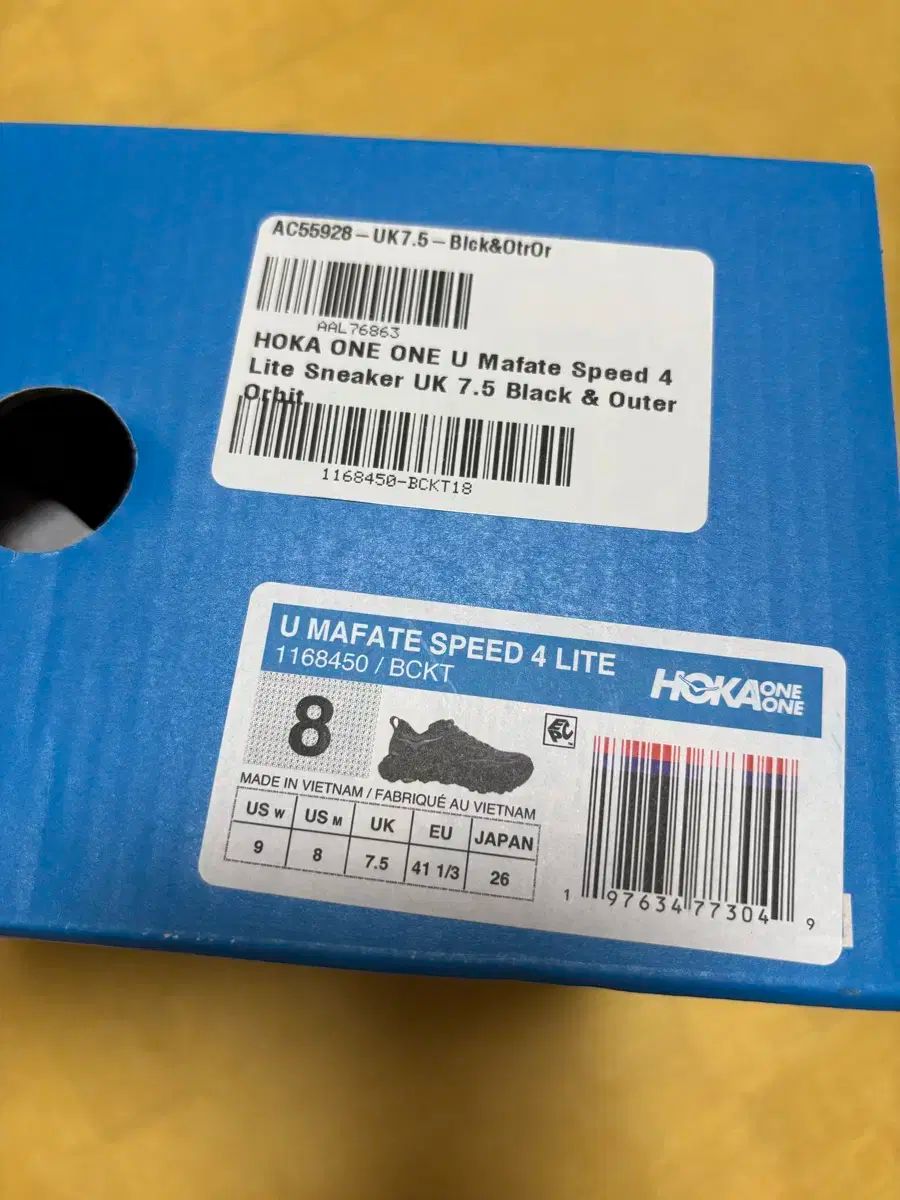 AC55928-UK7.5-Blck&OtrOr
AAL76863
HOKA ONE ONE U Mafate Speed 4
Lite Sneaker UK 7.5 Black & Outer
Orbit
1168450-BCKT18
U MAFATE SPEED 4 LITE
1168450 / BCKT
HOKA ONE ONE
8
MADE IN VIETNAM / FABRIQUÉ AU VIETNAM
US W US M UK EU JAPAN
9 8 7.5 41 1/3 26
1 97634 77304 9